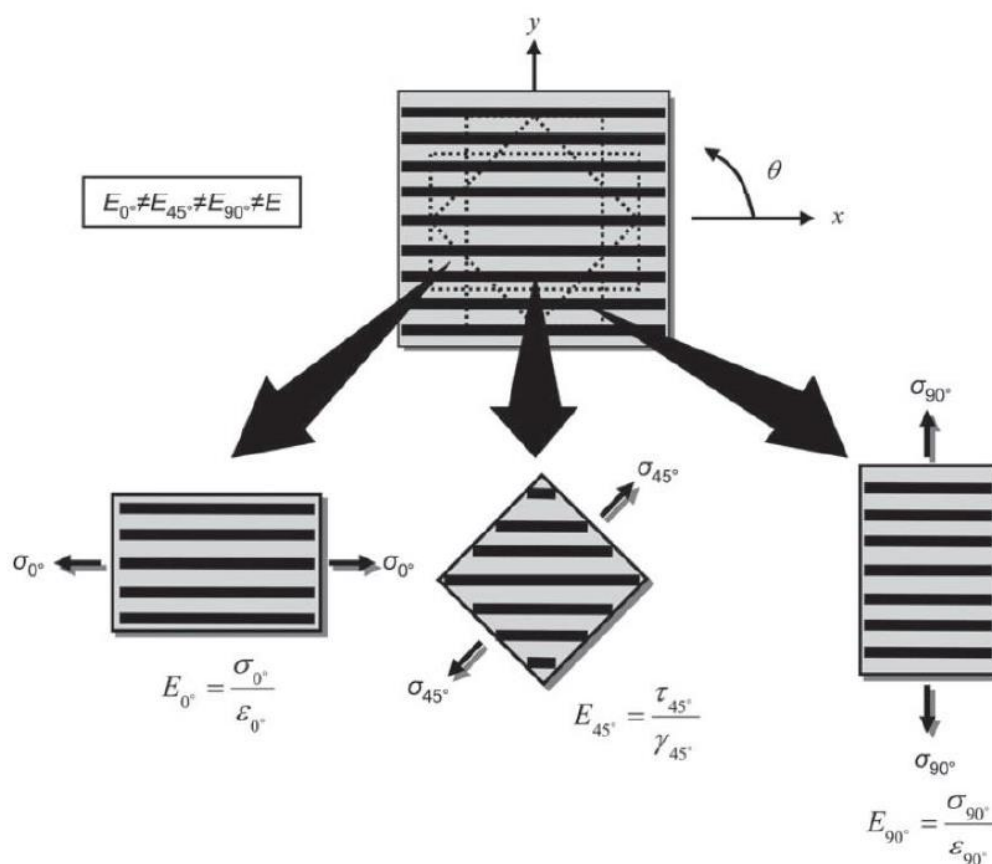 y
E₀° ≠ E₄₅° ≠ E₉₀° ≠ E
θ
x
σ₉₀°
σ₄₅°
σ₀°
σ₀°
σ₄₅°
E₀° = σ₀° / ε₀°
E₄₅° = τ₄₅° / γ₄₅°
σ₉₀°
E₉₀° = σ₉₀° / ε₉₀°